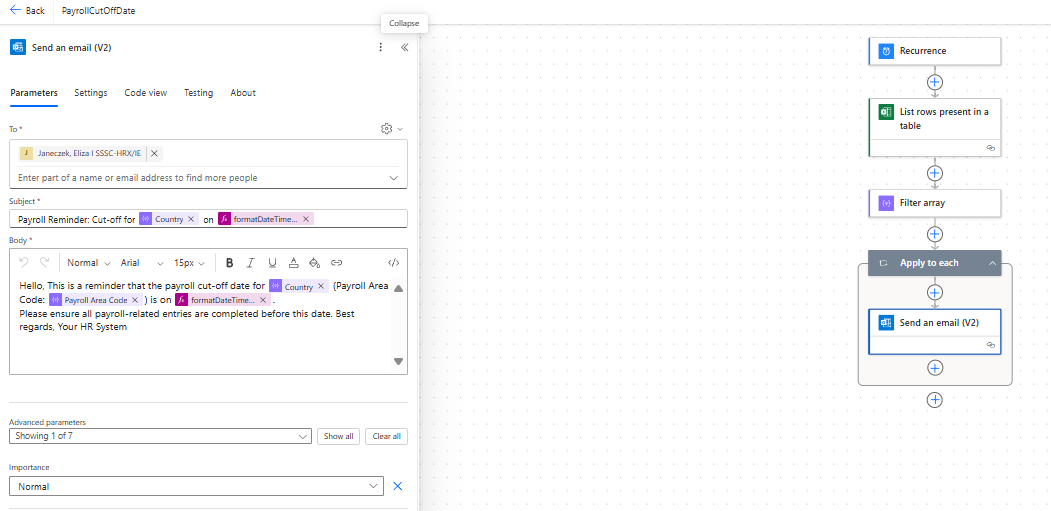 Back PayrollCutOffDate
Collapse
Send an email (V2)
Parameters Settings Code view Testing About
To *
J Janeczek, Eliza I SSSC-HRX/IE
Enter part of a name or email address to find more people
Subject *
Payroll Reminder: Cut-off for Country on formatDateTime...
Body *
Normal Arial 15px B I U A </>
Hello, This is a reminder that the payroll cut-off date for Country (Payroll Area
Code: Payroll Area Code ) is on formatDateTime... .
Please ensure all payroll-related entries are completed before this date. Best
regards, Your HR System
Advanced parameters
Showing 1 of 7 Show all Clear all
Importance
Normal
Recurrence
List rows present in a
table
Filter array
Apply to each
Send an email (V2)